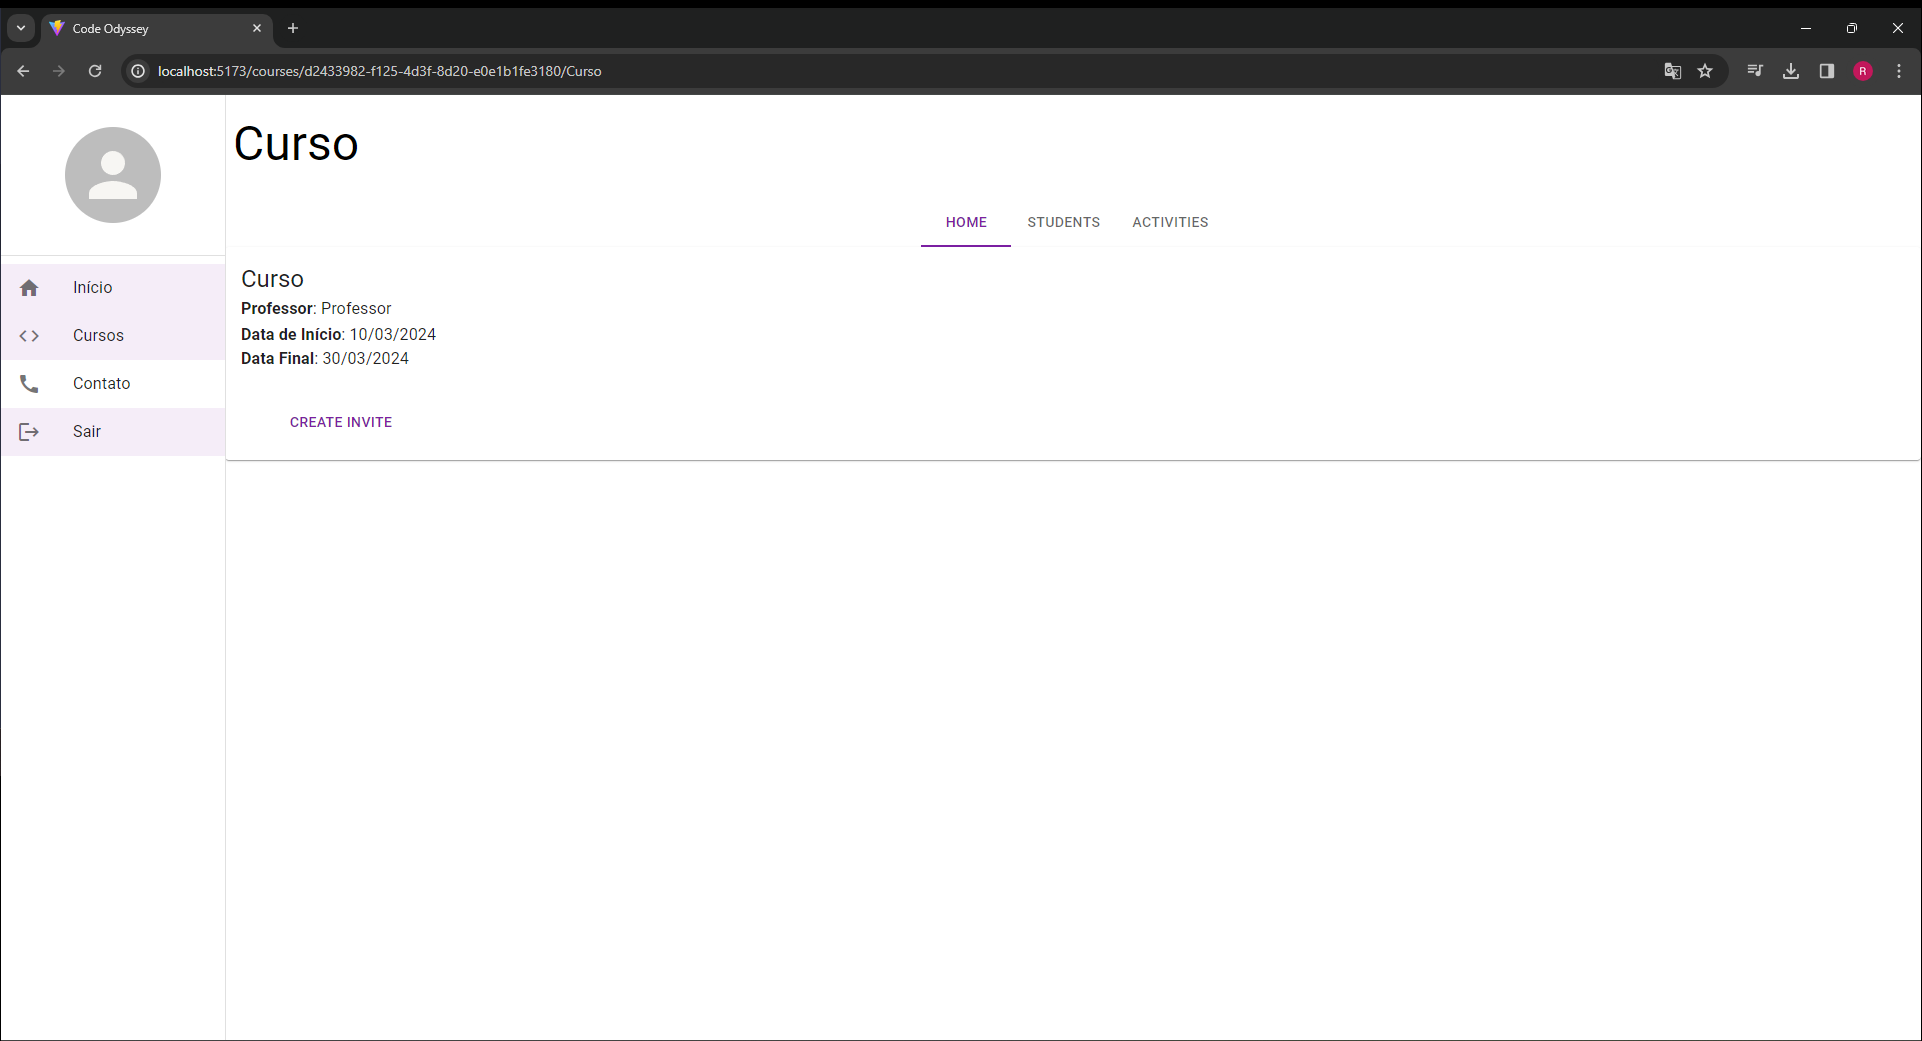 Code Odyssey
localhost:5173/courses/d2433982-f125-4d3f-8d20-e0e1b1fe3180/Curso
R
Curso
HOME STUDENTS ACTIVITIES
Início
Cursos
Contato
Sair
Curso
Professor: Professor
Data de Início: 10/03/2024
Data Final: 30/03/2024
CREATE INVITE